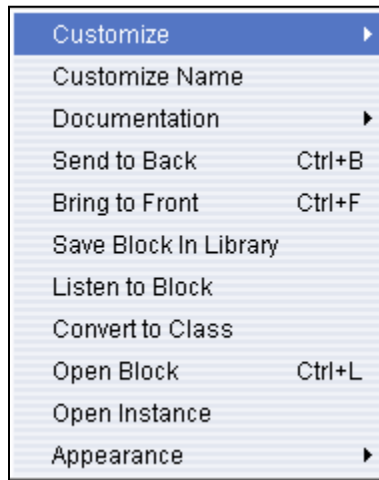 Customize
Customize Name
Documentation
Send to Back Ctrl+B
Bring to Front Ctrl+F
Save Block In Library
Listen to Block
Convert to Class
Open Block Ctrl+L
Open Instance
Appearance